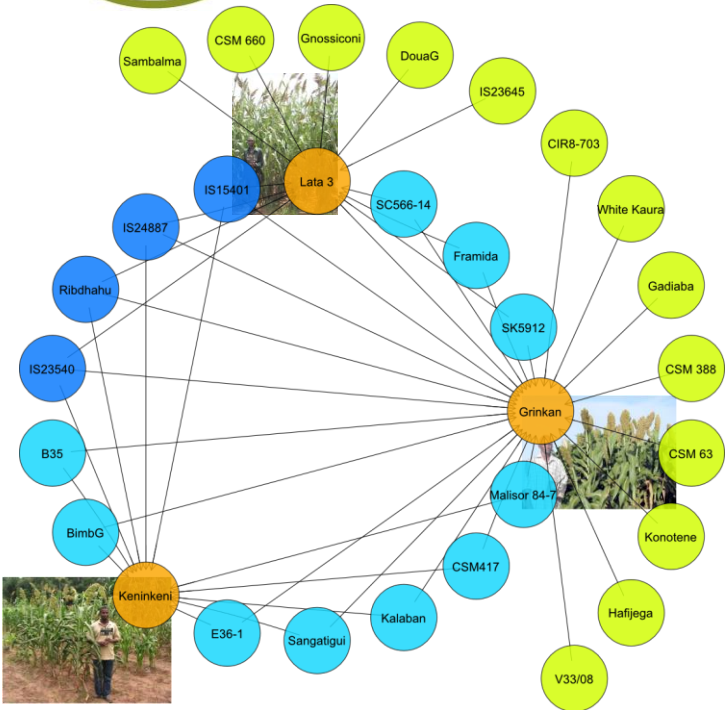 CSM 660
Gnossiconi
Sambalma
DouaG
IS23645
CIR8-703
IS15401
Lata 3
SC566-14
White Kaura
IS24887
Framida
Ribdhahu
Gadiaba
SK5912
IS23540
CSM 388
Grinkan
B35
CSM 63
Malisor 84-7
BimbG
Konotene
CSM417
Keninkeni
Hafijega
Kalaban
E36-1
Sangatigui
V33/08